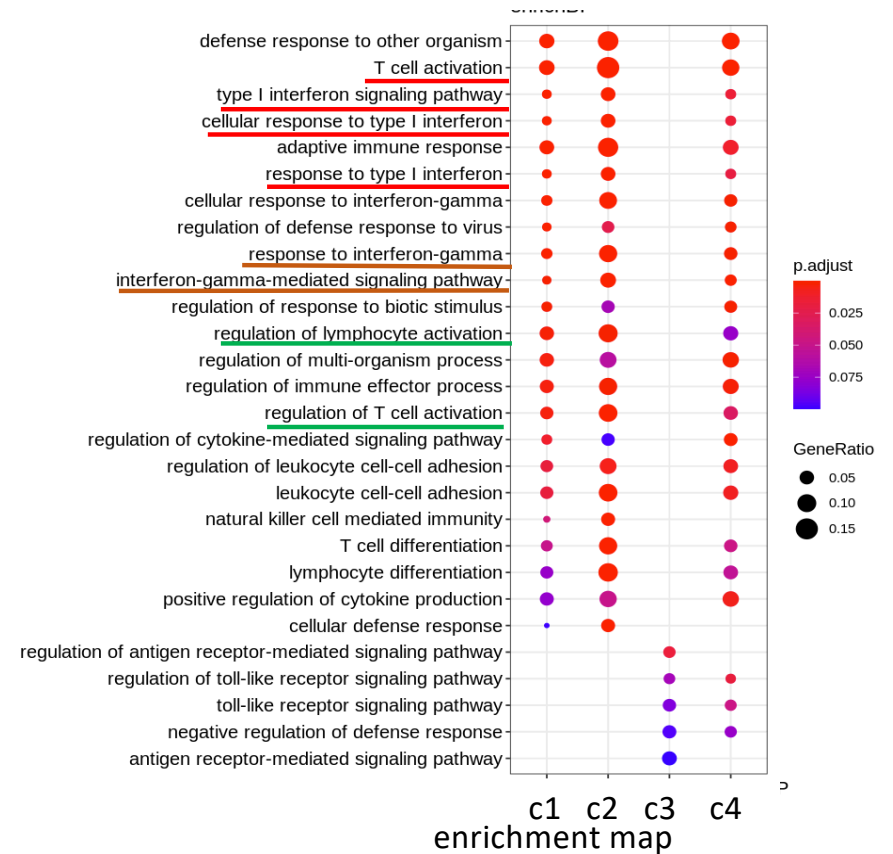 defense response to other organism
T cell activation
type I interferon signaling pathway
cellular response to type I interferon
adaptive immune response
response to type I interferon
cellular response to interferon-gamma
regulation of defense response to virus
response to interferon-gamma
interferon-gamma-mediated signaling pathway
regulation of response to biotic stimulus
regulation of lymphocyte activation
regulation of multi-organism process
regulation of immune effector process
regulation of T cell activation
regulation of cytokine-mediated signaling pathway
regulation of leukocyte cell-cell adhesion
leukocyte cell-cell adhesion
natural killer cell mediated immunity
T cell differentiation
lymphocyte differentiation
positive regulation of cytokine production
cellular defense response
regulation of antigen receptor-mediated signaling pathway
regulation of toll-like receptor signaling pathway
toll-like receptor signaling pathway
negative regulation of defense response
antigen receptor-mediated signaling pathway
p.adjust
0.025
0.050
0.075
GeneRatio
0.05
0.10
0.15
c1 c2 c3 c4
enrichment map